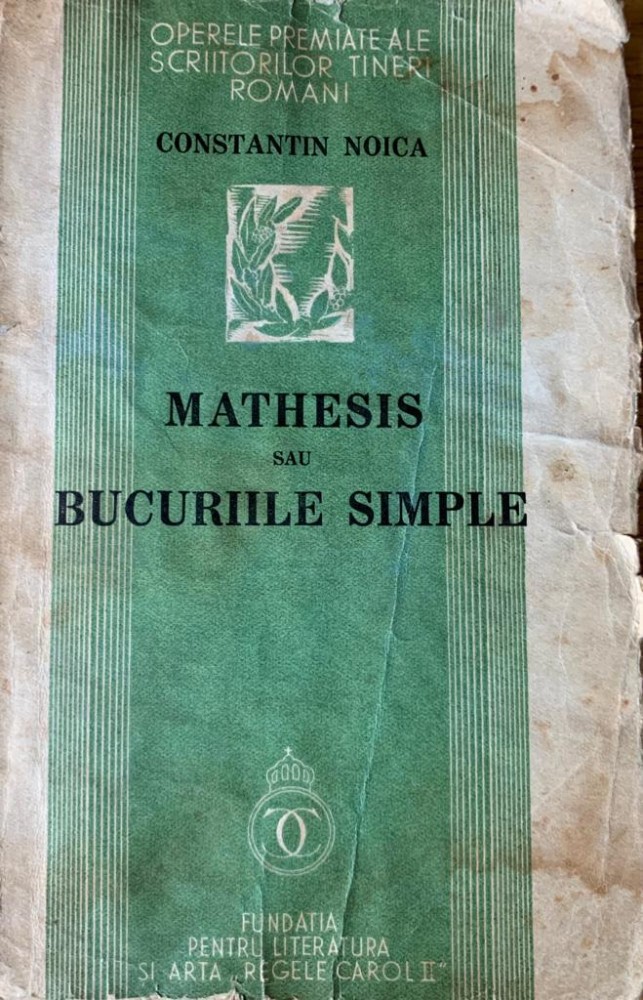 OPERELE PREMIATE ALE
SCRIITORILOR TINERI
ROMANI
CONSTANTIN NOICA
MATHESIS
SAU
BUCURIILE SIMPLE
FUNDATIA
PENTRU LITERATURA
SI ARTA „REGELE CAROL II"